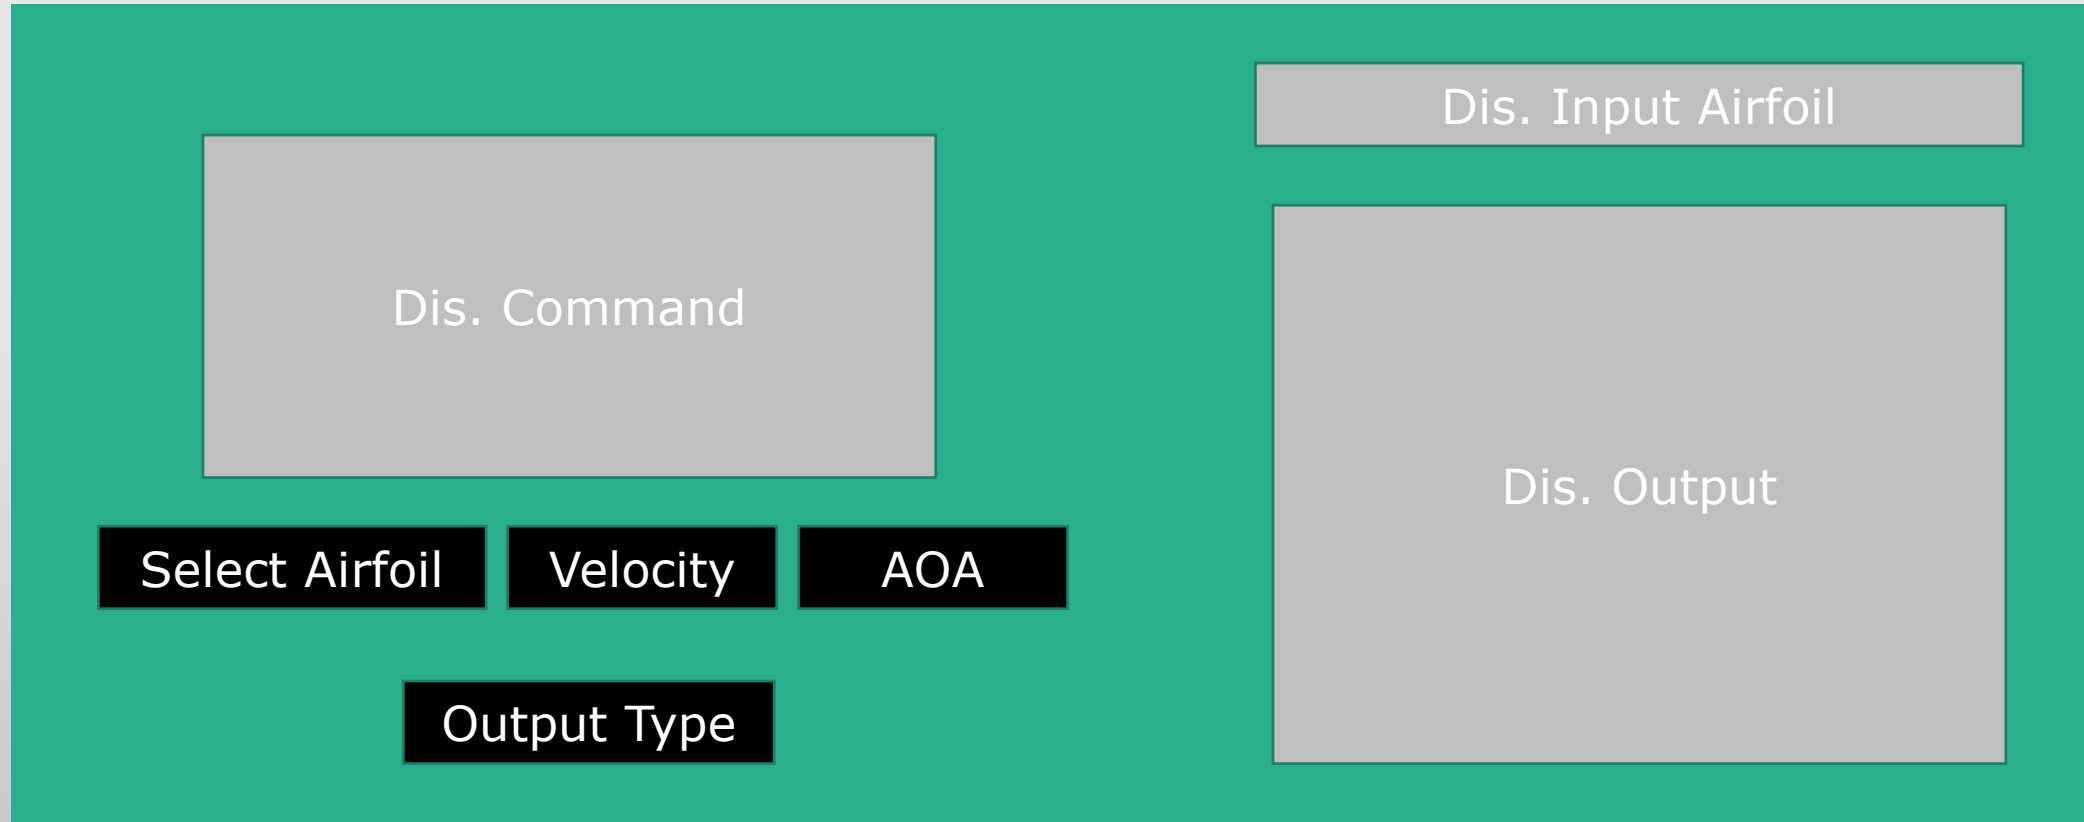 Dis. Input Airfoil
Dis. Command
Dis. Output
Select Airfoil
Velocity
AOA
Output Type